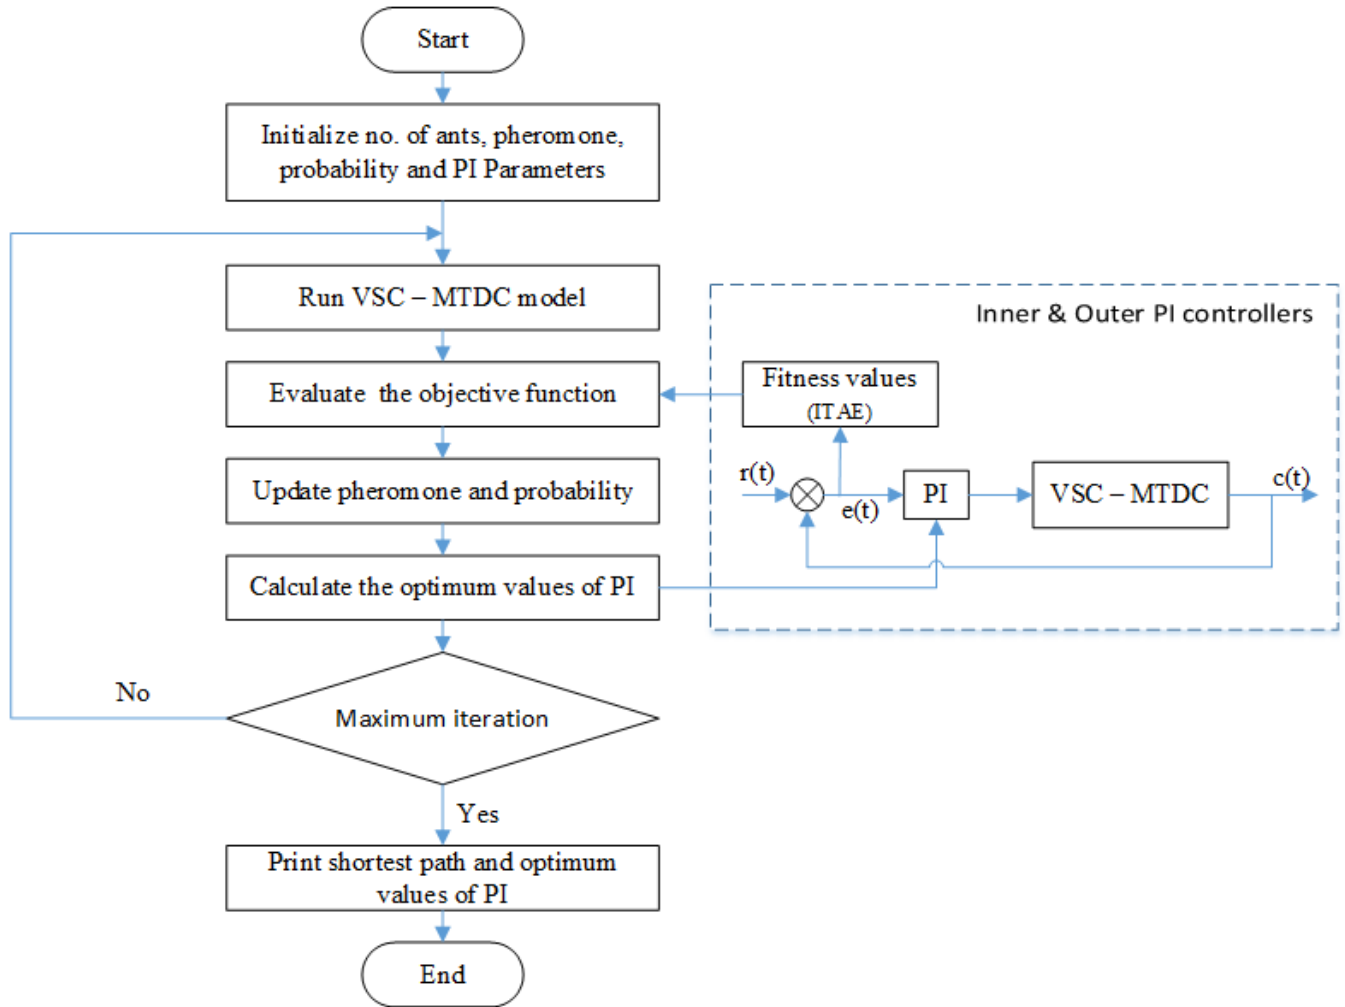 Start
Initialize no. of ants, pheromone,
probability and PI Parameters
Run VSC – MTDC model
Evaluate the objective function
Update pheromone and probability
Calculate the optimum values of PI
No
Maximum iteration
Yes
Print shortest path and optimum
values of PI
End
Inner & Outer PI controllers
Fitness values
(ITAE)
r(t)
e(t)
PI
VSC – MTDC
c(t)